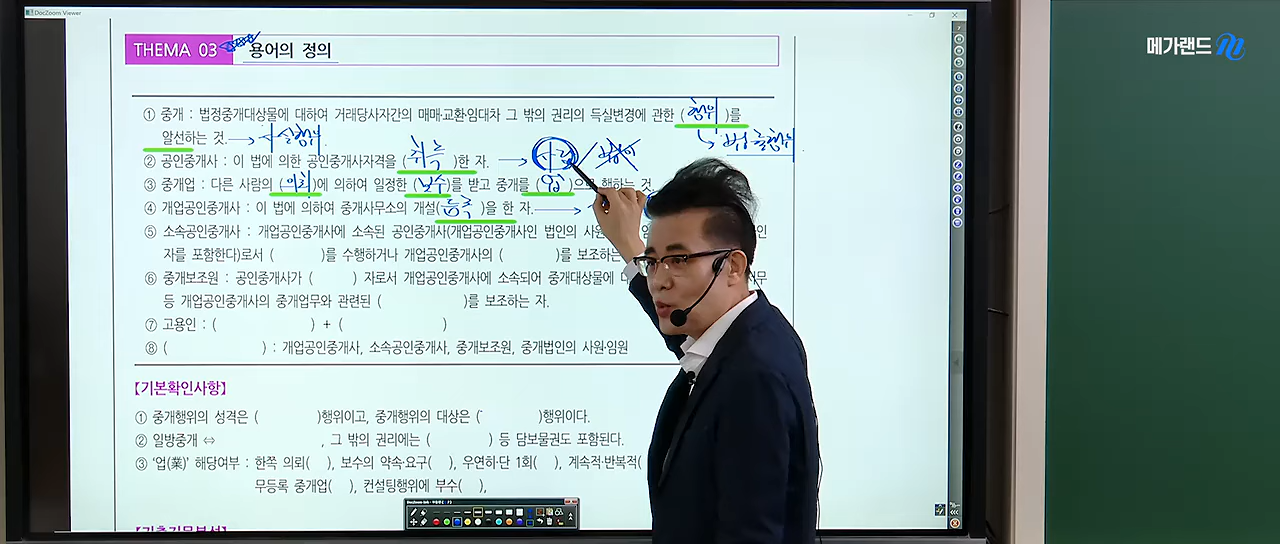 DocZoom Viewer
메가랜드
THEMA 03 용어의 정의
① 중개 : 법정중개대상물에 대하여 거래당사자간의 매매·교환·임대차 그 밖의 권리의 득실변경에 관한 ( 행위 )를
알선하는 것. → 사실행위 법률행위
② 공인중개사 : 이 법에 의한 공인중개사자격을 ( 취득 )한 자. →
③ 중개업 : 다른 사람의 ( 의뢰 )에 의하여 일정한 ( 보수 )를 받고 중개를 ( 업 )으로 행하는 것.
④ 개업공인중개사 : 이 법에 의하여 중개사무소의 개설( 등록 )을 한 자. →
⑤ 소속공인중개사 : 개업공인중개사에 소속된 공인중개사(개업공인중개사인 법인의 사원 인
자를 포함한다)로서 ( )를 수행하거나 개업공인중개사의 ( )를 보조하는
⑥ 중개보조원 : 공인중개사가 ( ) 자로서 개업공인중개사에 소속되어 중개대상물에 무
등 개업공인중개사의 중개업무와 관련된 ( )를 보조하는 자.
⑦ 고용인 : ( ) + ( )
⑧ ( ) : 개업공인중개사, 소속공인중개사, 중개보조원, 중개법인의 사원·임원
【기본확인사항】
① 중개행위의 성격은 ( )행위이고, 중개행위의 대상은 ( )행위이다.
② 일방중개 ⇔ , 그 밖의 권리에는 ( ) 등 담보물권도 포함된다.
③ '업(業)' 해당여부 : 한쪽 의뢰( ), 보수의 약속·요구( ), 우연히·단 1회( ), 계속적·반복적(
무등록 중개업( ), 컨설팅행위에 부수( ),